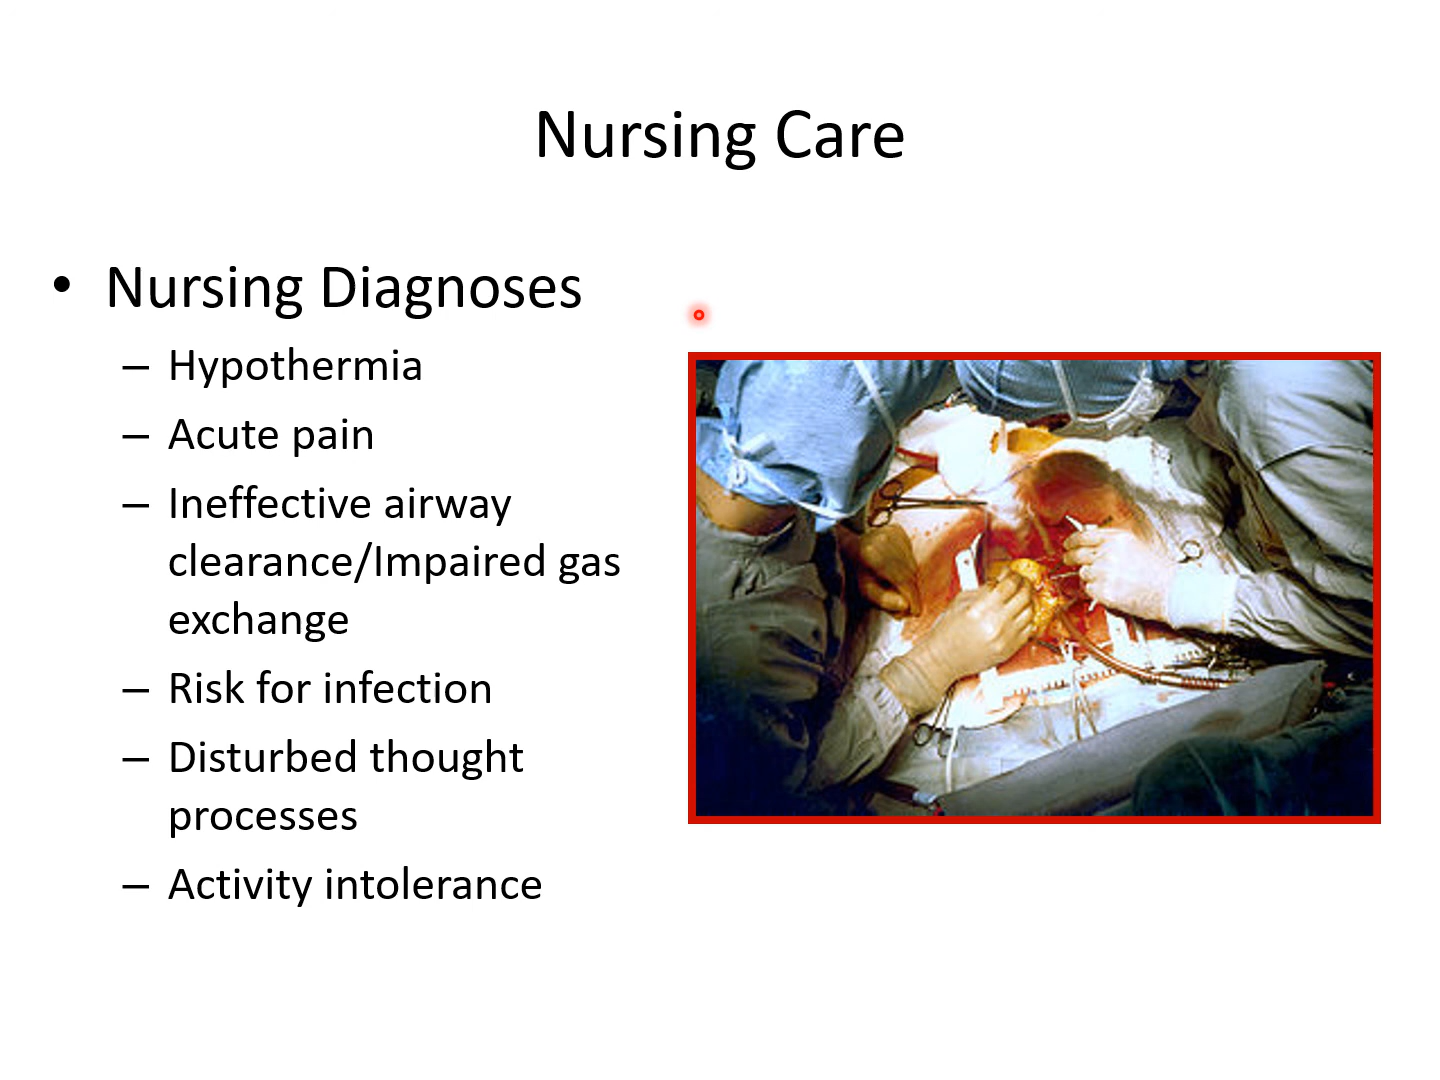 Nursing Care
• Nursing Diagnoses
– Hypothermia
– Acute pain
– Ineffective airway
clearance/Impaired gas
exchange
– Risk for infection
– Disturbed thought
processes
– Activity intolerance